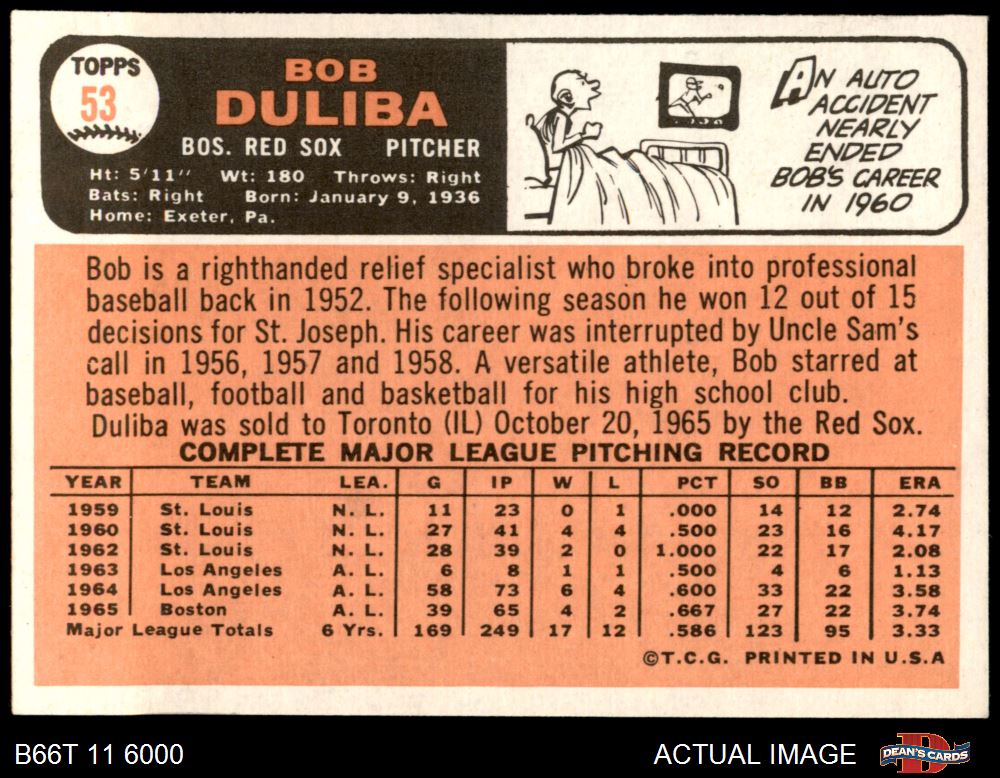 TOPPS
53
BOB
DULIBA
BOS. RED SOX PITCHER
Ht: 5'11" Wt: 180 Throws: Right
Bats: Right Born: January 9, 1936
Home: Exeter, Pa.
AN AUTO
ACCIDENT
NEARLY
ENDED
BOB'S CAREER
IN 1960
Bob is a righthanded relief specialist who broke into professional
baseball back in 1952. The following season he won 12 out of 15
decisions for St. Joseph. His career was interrupted by Uncle Sam's
call in 1956, 1957 and 1958. A versatile athlete, Bob starred at
baseball, football and basketball for his high school club.
Duliba was sold to Toronto (IL) October 20, 1965 by the Red Sox.
COMPLETE MAJOR LEAGUE PITCHING RECORD
YEAR TEAM LEA. G IP W L PCT SO BB ERA
1959 St. Louis N. L. 11 23 0 1 .000 14 12 2.74
1960 St. Louis N. L. 27 41 4 4 .500 23 16 4.17
1962 St. Louis N. L. 28 39 2 0 1.000 22 17 2.08
1963 Los Angeles A. L. 6 8 1 1 .500 4 6 1.13
1964 Los Angeles A. L. 58 73 6 4 .600 33 22 3.58
1965 Boston A. L. 39 65 4 2 .667 27 22 3.74
Major League Totals 6 Yrs. 169 249 17 12 .586 123 95 3.33
©T.C.G. PRINTED IN U.S.A
B66T 11 6000
ACTUAL IMAGE
DEAN'S CARDS